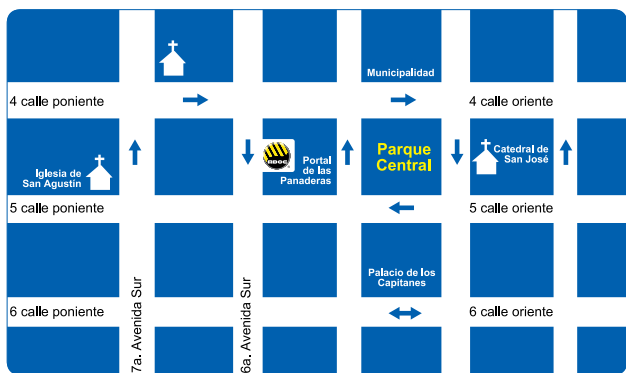 Municipalidad
4 calle poniente
4 calle oriente
Iglesia de
San Agustín
ADOC
Portal
de las
Panaderas
Parque
Central
Catedral de
San José
5 calle poniente
5 calle oriente
Palacio de los
Capitanes
6 calle poniente
6 calle oriente
7a. Avenida Sur
6a. Avenida Sur